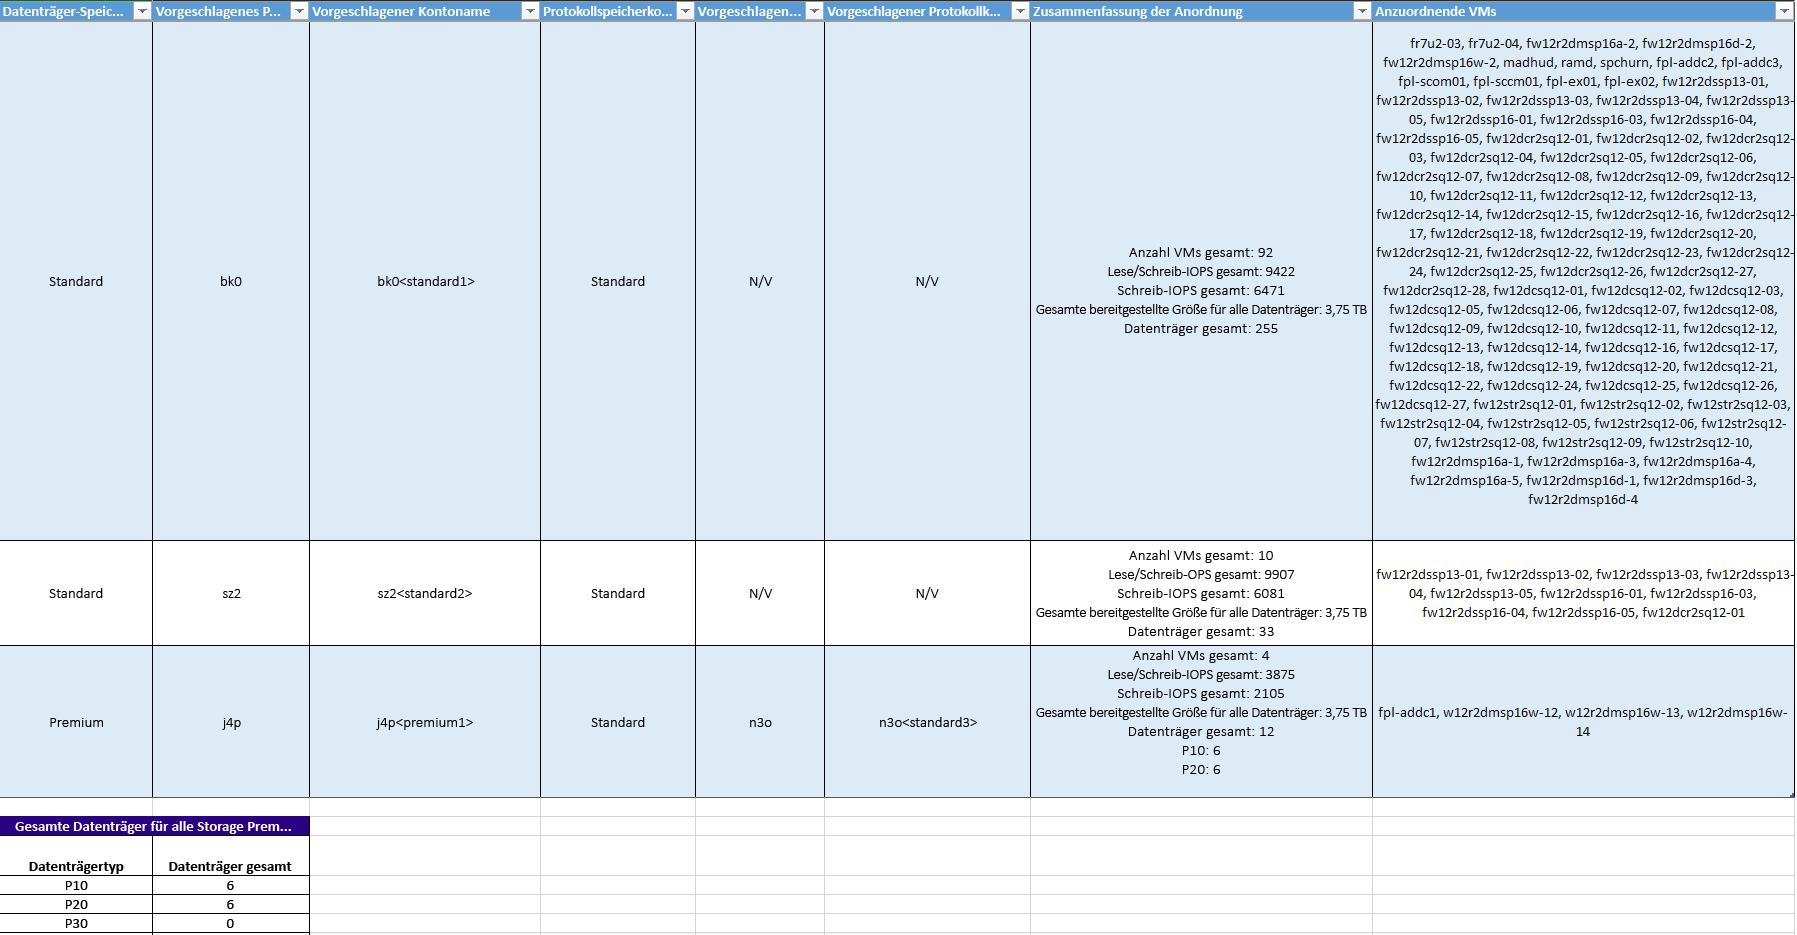 Datenträger-Speic... Vorgeschlagenes P... Vorgeschlagener Kontoname Protokollspeicherko... Vorgeschlagen... Vorgeschlagener Protokollk... Zusammenfassung der Anordnung Anzuordnende VMs
Standard
bk0
bk0<standard1>
Standard
N/V
N/V
Anzahl VMs gesamt: 92
Lese/Schreib-IOPS gesamt: 9422
Schreib-IOPS gesamt: 6471
Gesamte bereitgestellte Größe für alle Datenträger: 3,75 TB
Datenträger gesamt: 255
fr7u2-03, fr7u2-04, fw12r2dmsp16a-2, fw12r2dmsp16d-2,
fw12r2dmsp16w-2, madhud, ramd, spchurn, fpl-addc2, fpl-addc3,
fpl-scom01, fpl-sccm01, fpl-ex01, fpl-ex02, fw12r2dssp13-01,
fw12r2dssp13-02, fw12r2dssp13-03, fw12r2dssp13-04, fw12r2dssp13-
05, fw12r2dssp16-01, fw12r2dssp16-03, fw12r2dssp16-04,
fw12r2dssp16-05, fw12dcr2sq12-01, fw12dcr2sq12-02, fw12dcr2sq12-
03, fw12dcr2sq12-04, fw12dcr2sq12-05, fw12dcr2sq12-06,
fw12dcr2sq12-07, fw12dcr2sq12-08, fw12dcr2sq12-09, fw12dcr2sq12-
10, fw12dcr2sq12-11, fw12dcr2sq12-12, fw12dcr2sq12-13,
fw12dcr2sq12-14, fw12dcr2sq12-15, fw12dcr2sq12-16, fw12dcr2sq12-
17, fw12dcr2sq12-18, fw12dcr2sq12-19, fw12dcr2sq12-20,
fw12dcr2sq12-21, fw12dcr2sq12-22, fw12dcr2sq12-23, fw12dcr2sq12-
24, fw12dcr2sq12-25, fw12dcr2sq12-26, fw12dcr2sq12-27,
fw12dcr2sq12-28, fw12dcsq12-01, fw12dcsq12-02, fw12dcsq12-03,
fw12dcsq12-05, fw12dcsq12-06, fw12dcsq12-07, fw12dcsq12-08,
fw12dcsq12-09, fw12dcsq12-10, fw12dcsq12-11, fw12dcsq12-12,
fw12dcsq12-13, fw12dcsq12-14, fw12dcsq12-16, fw12dcsq12-17,
fw12dcsq12-18, fw12dcsq12-19, fw12dcsq12-20, fw12dcsq12-21,
fw12dcsq12-22, fw12dcsq12-24, fw12dcsq12-25, fw12dcsq12-26,
fw12dcsq12-27, fw12str2sq12-01, fw12str2sq12-02, fw12str2sq12-03,
fw12str2sq12-04, fw12str2sq12-05, fw12str2sq12-06, fw12str2sq12-
07, fw12str2sq12-08, fw12str2sq12-09, fw12str2sq12-10,
fw12r2dmsp16a-1, fw12r2dmsp16a-3, fw12r2dmsp16a-4,
fw12r2dmsp16a-5, fw12r2dmsp16d-1, fw12r2dmsp16d-3,
fw12r2dmsp16d-4
Standard
sz2
sz2<standard2>
Standard
N/V
N/V
Anzahl VMs gesamt: 10
Lese/Schreib-OPS gesamt: 9907
Schreib-IOPS gesamt: 6081
Gesamte bereitgestellte Größe für alle Datenträger: 3,75 TB
Datenträger gesamt: 33
fw12r2dssp13-01, fw12r2dssp13-02, fw12r2dssp13-03, fw12r2dssp13-
04, fw12r2dssp13-05, fw12r2dssp16-01, fw12r2dssp16-03,
fw12r2dssp16-04, fw12r2dssp16-05, fw12dcr2sq12-01
Premium
j4p
j4p<premium1>
Standard
n3o
n3o<standard3>
Anzahl VMs gesamt: 4
Lese/Schreib-IOPS gesamt: 3875
Schreib-IOPS gesamt: 2105
Gesamte bereitgestellte Größe für alle Datenträger: 3,75 TB
Datenträger gesamt: 12
P10: 6
P20: 6
fpl-addc1, w12r2dmsp16w-12, w12r2dmsp16w-13, w12r2dmsp16w-
14
Gesamte Datenträger für alle Storage Prem...
Datenträgertyp Datenträger gesamt
P10 6
P20 6
P30 0